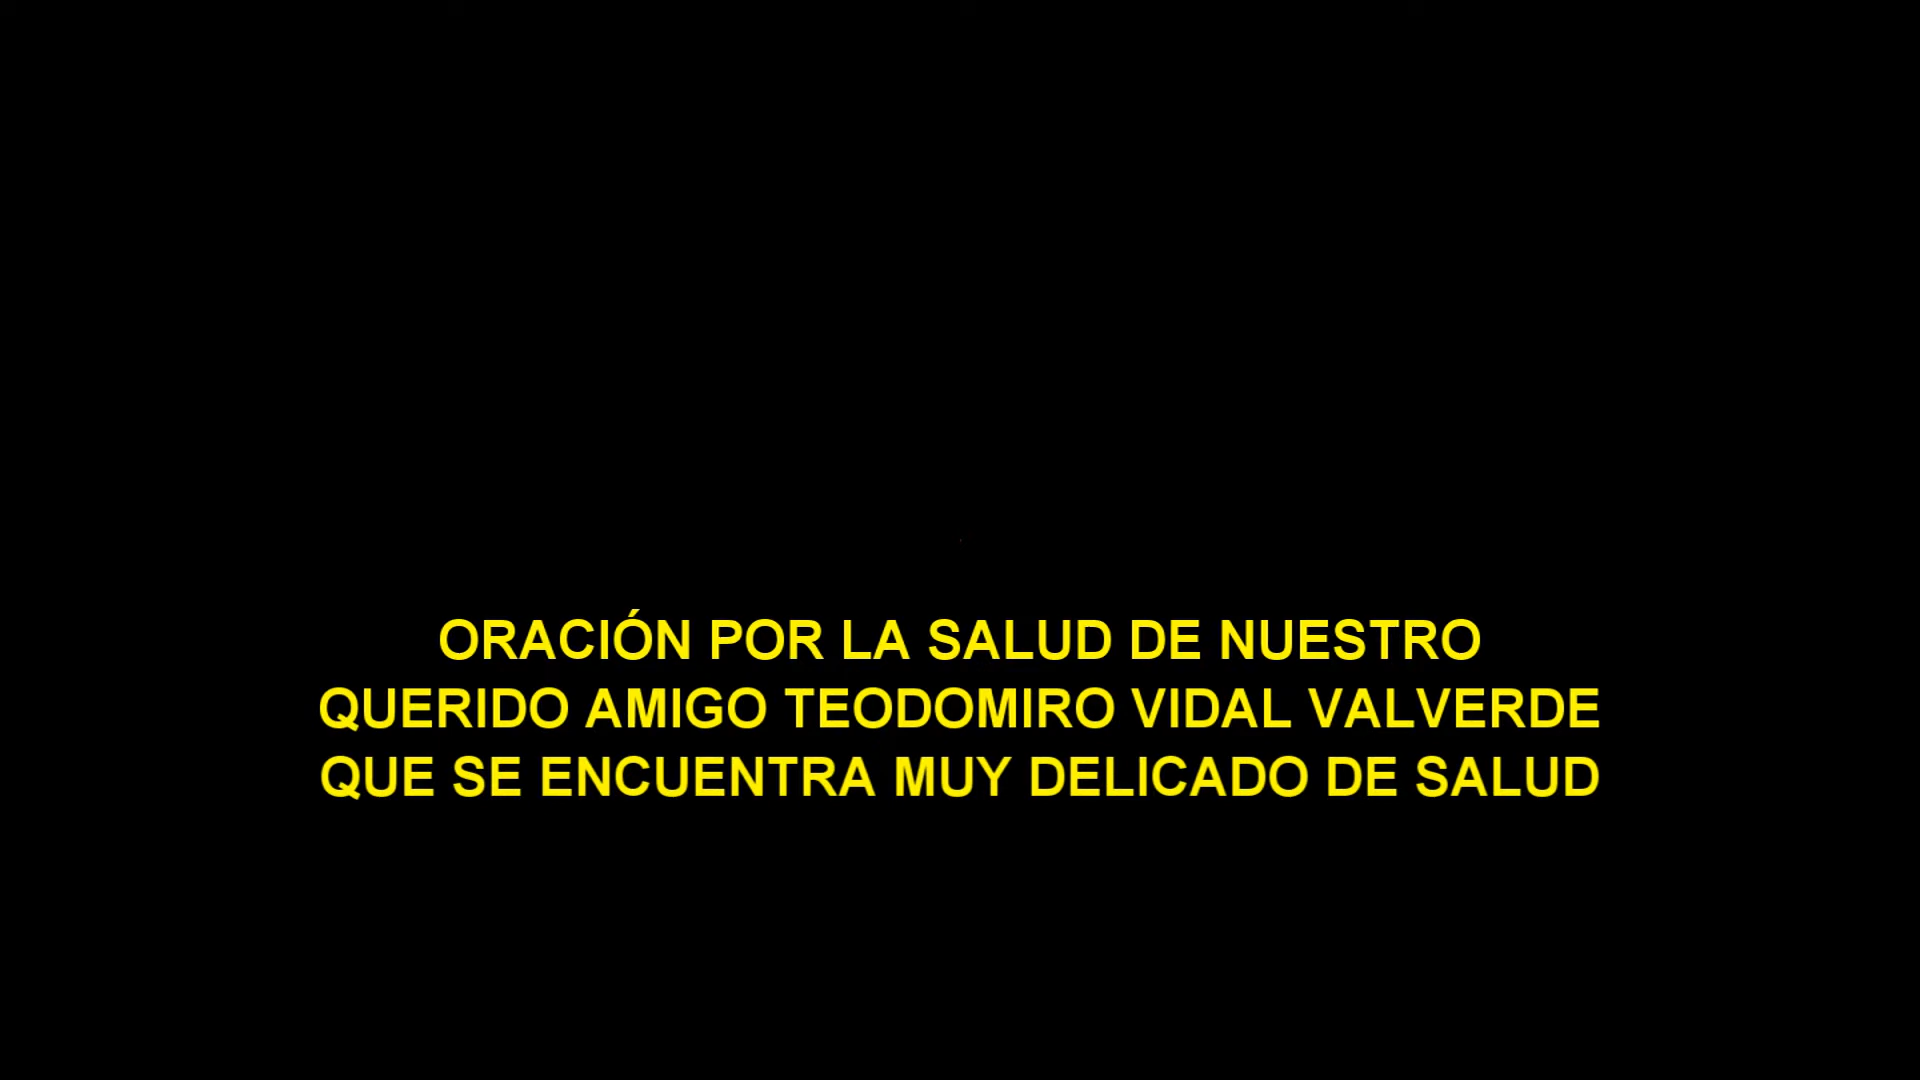 ORACIÓN POR LA SALUD DE NUESTRO
QUERIDO AMIGO TEODOMIRO VIDAL VALVERDE
QUE SE ENCUENTRA MUY DELICADO DE SALUD